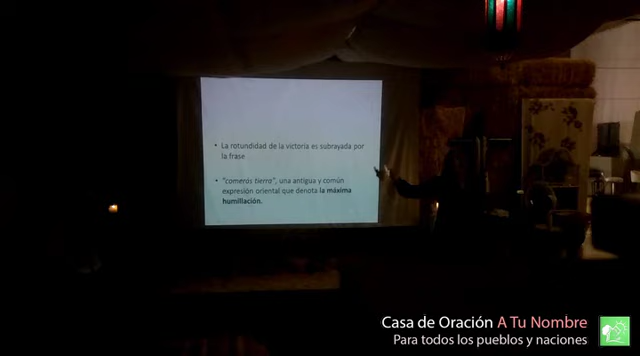 • La rotundidad de la victoria es subrayada por
la frase
• "comerás tierra", una antigua y común
expresión oriental que denota la máxima
humillación.
Casa de Oración A Tu Nombre
Para todos los pueblos y naciones